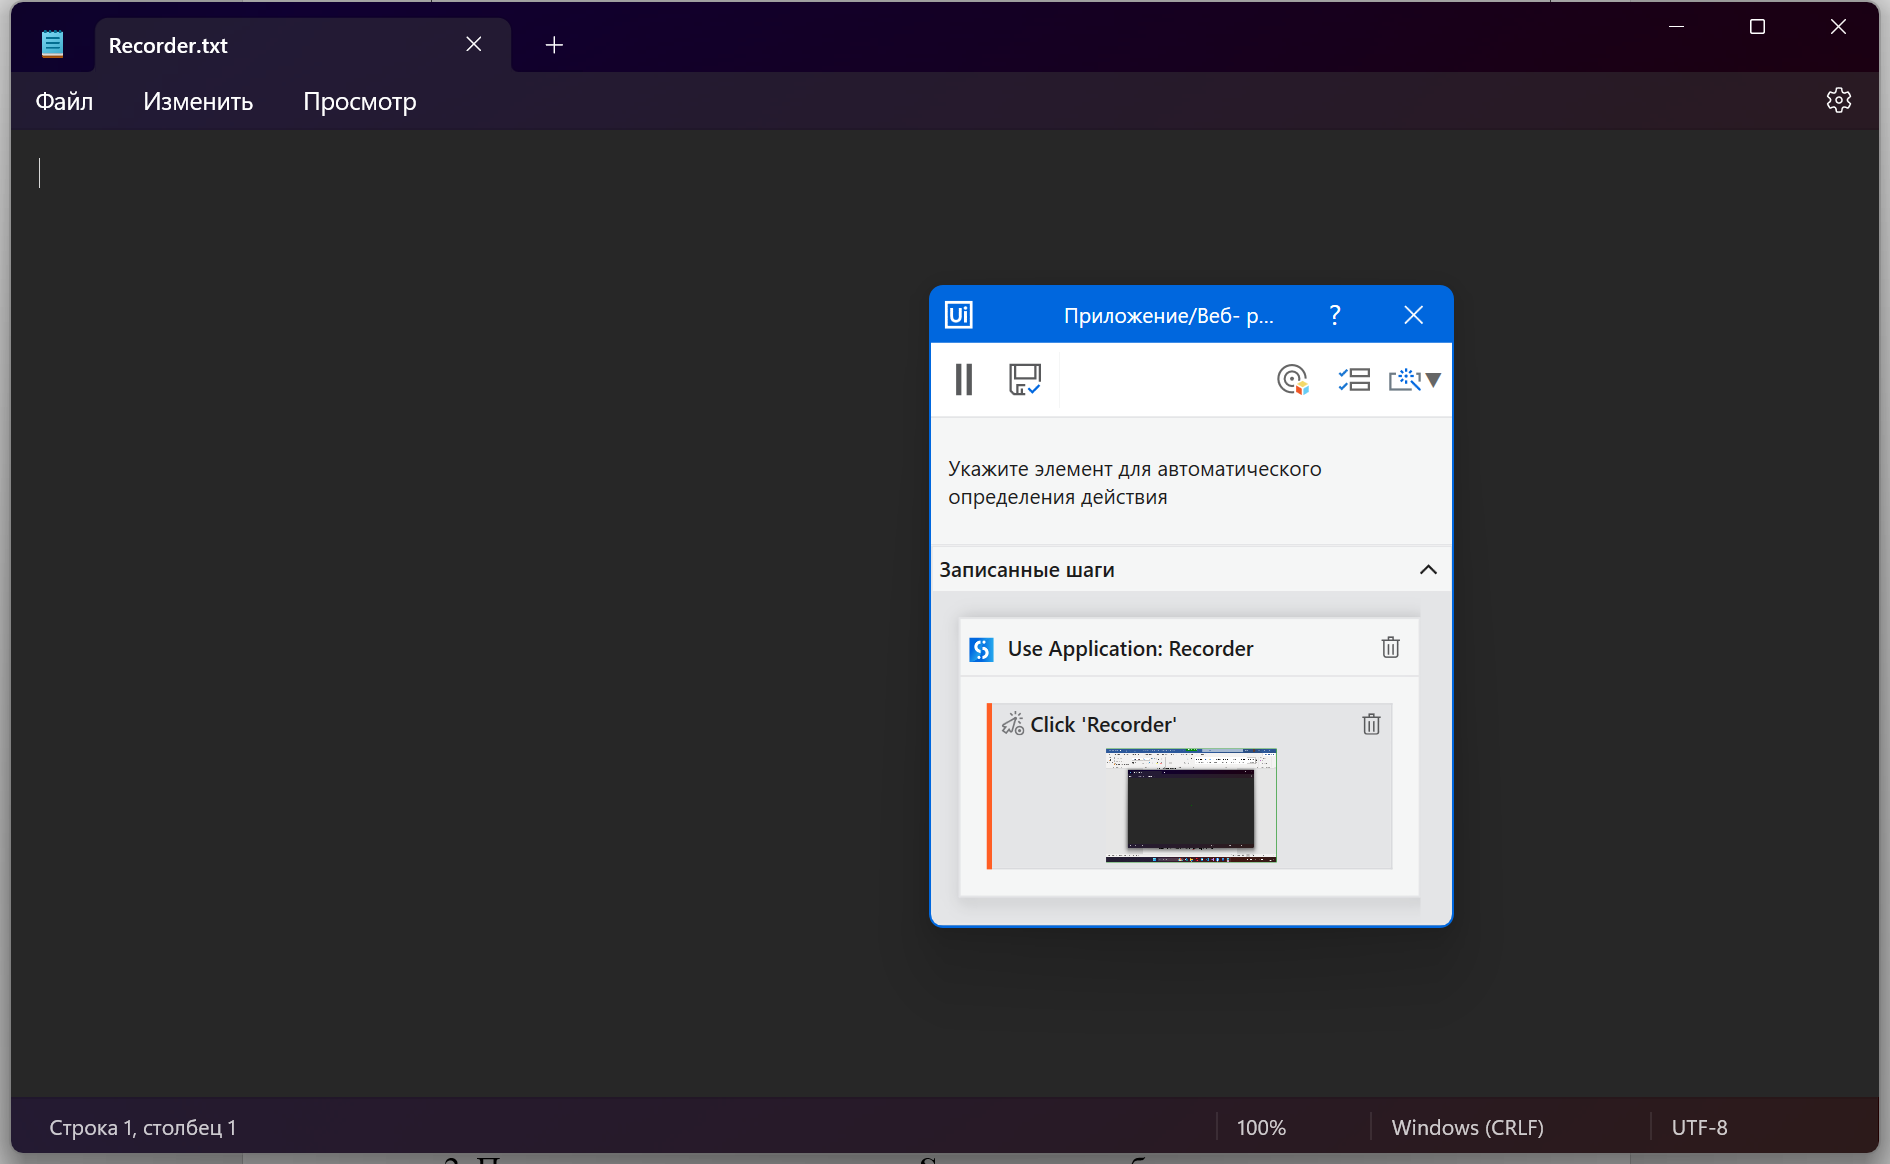 Recorder.txt
Файл Изменить Просмотр
Ui Приложение/Веб- р... ?
Укажите элемент для автоматического
определения действия
Записанные шаги
Use Application: Recorder
Click 'Recorder'
Строка 1, столбец 1 100% Windows (CRLF) UTF-8